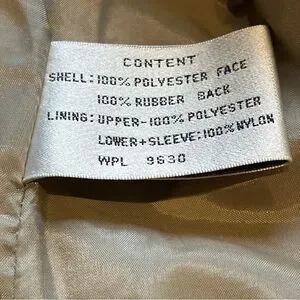 CONTENT
SHELL:100% POLYESTER FACE
100% RUBBER BACK
LINING: UPPER-100% POLYESTER
LOWER+SLEEVE:100% NYLON
WPL 9630